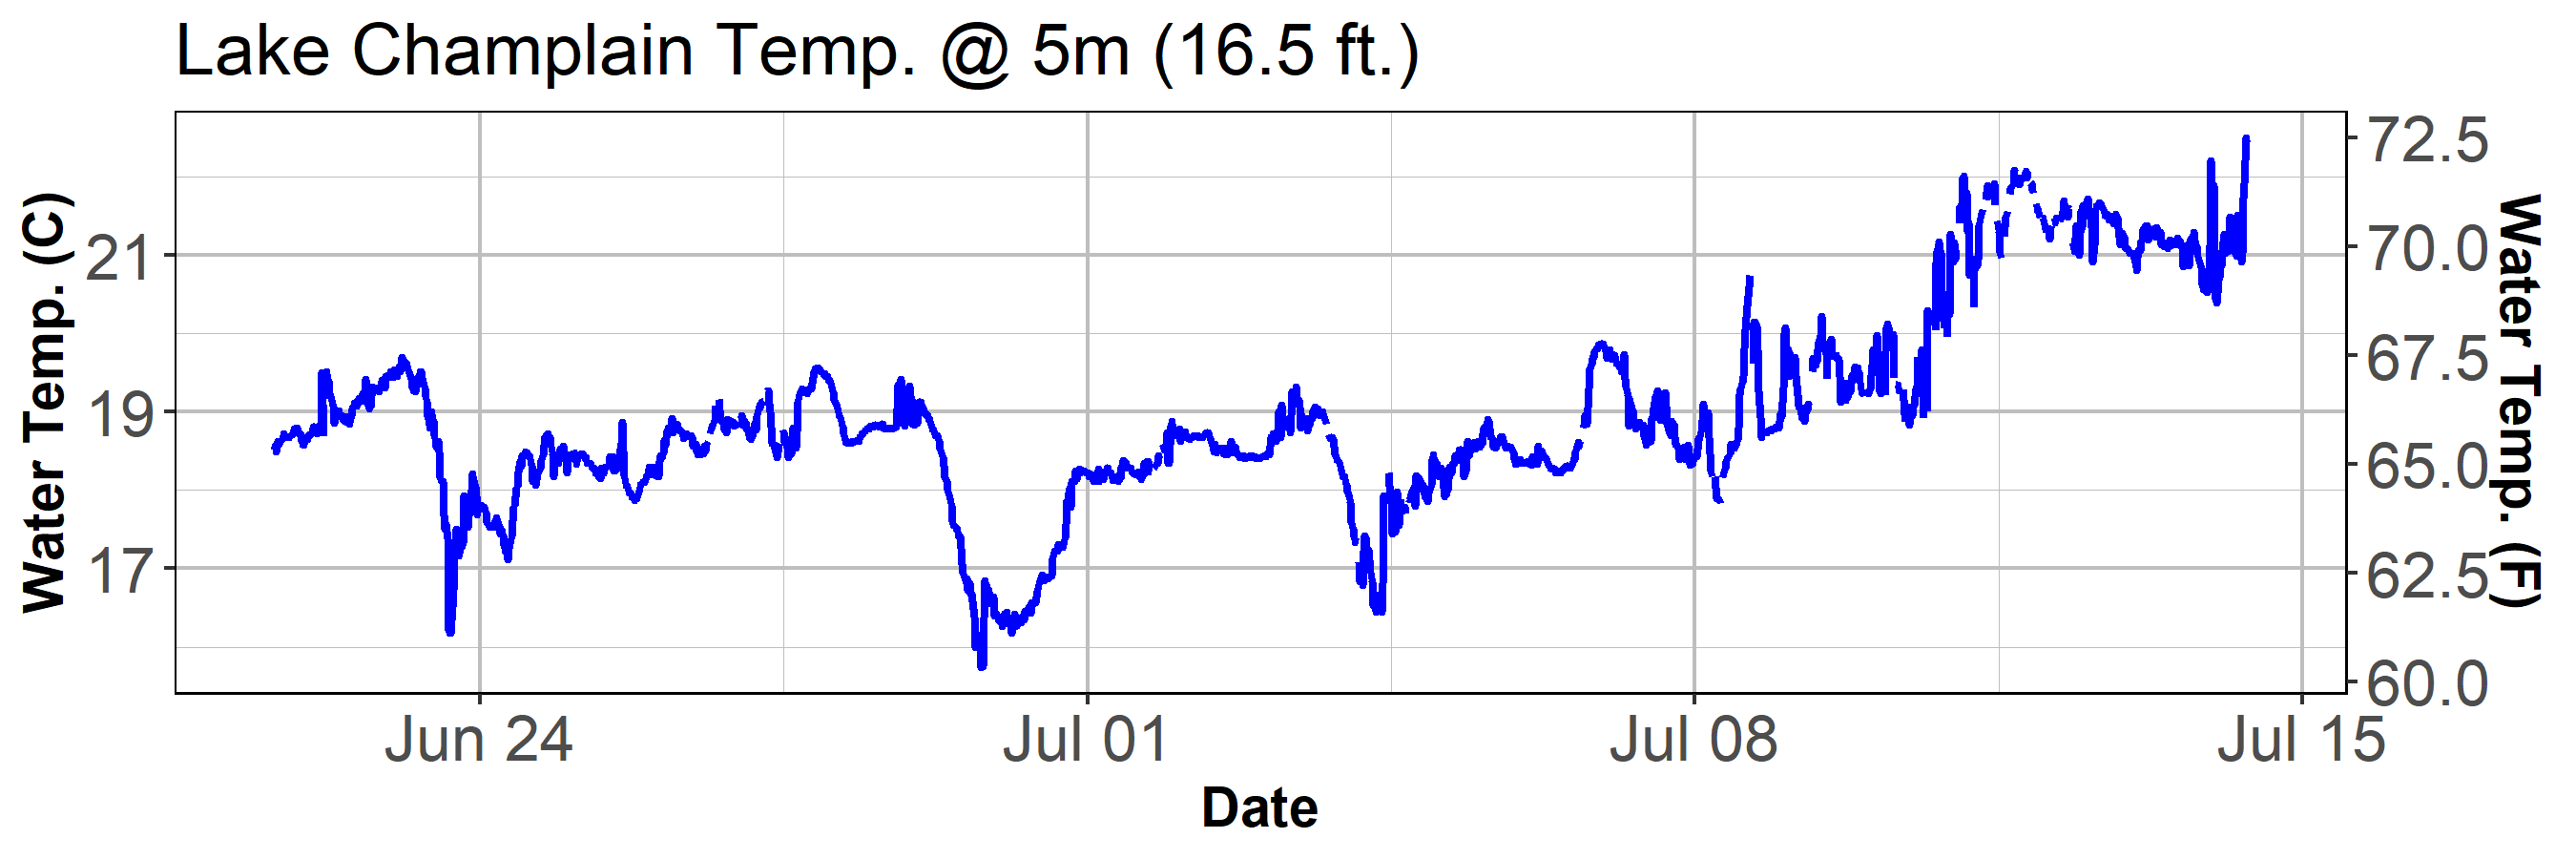 Lake Champlain Temp. @ 5m (16.5 ft.)
Water Temp. (C)
21
19
17
72.5
70.0
67.5
65.0
62.5
60.0
Water Temp. (F)
Jun 24
Jul 01
Jul 08
Jul 15
Date